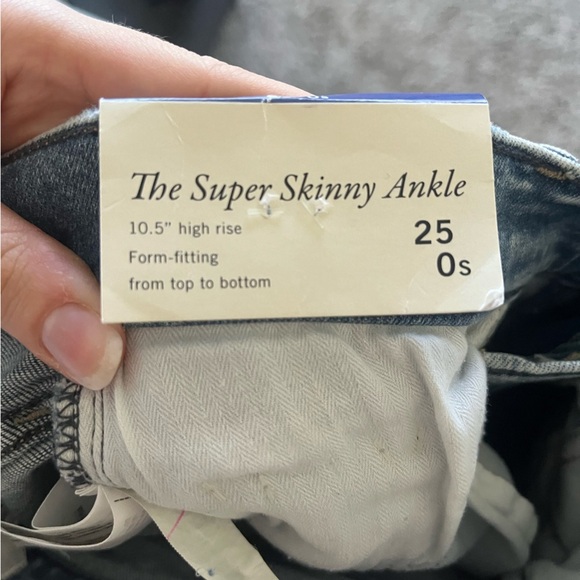 The Super Skinny Ankle
10.5" high rise
Form-fitting
from top to bottom
25
0s